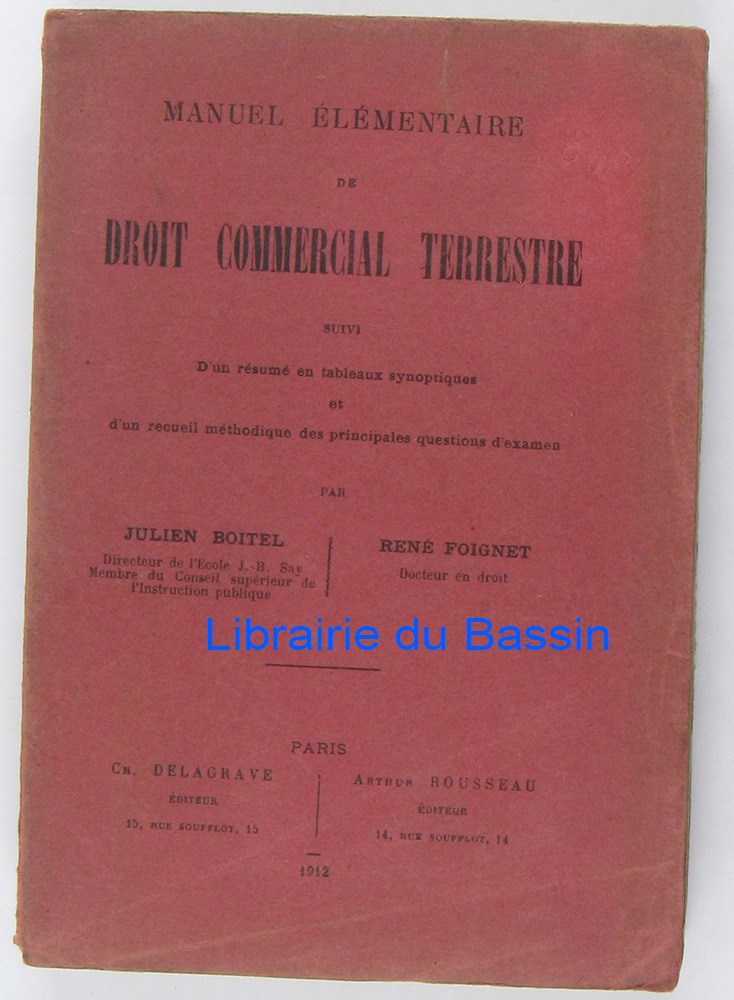 MANUEL ÉLÉMENTAIRE
DE
DROIT COMMERCIAL TERRESTRE
SUIVI
D'un résumé en tableaux synoptiques
et
d'un recueil méthodique des principales questions d'examen
PAR
JULIEN BOITEL
Directeur de l'Ecole J.-B. Say
Membre du Conseil supérieur de
l'Instruction publique
RENÉ FOIGNET
Docteur en droit
Librairie du Bassin
PARIS
CH. DELAGRAVE
ÉDITEUR
15, RUE SOUFFLOT, 15
ARTHUR ROUSSEAU
ÉDITEUR
14, RUE SOUFFLOT, 14
1912